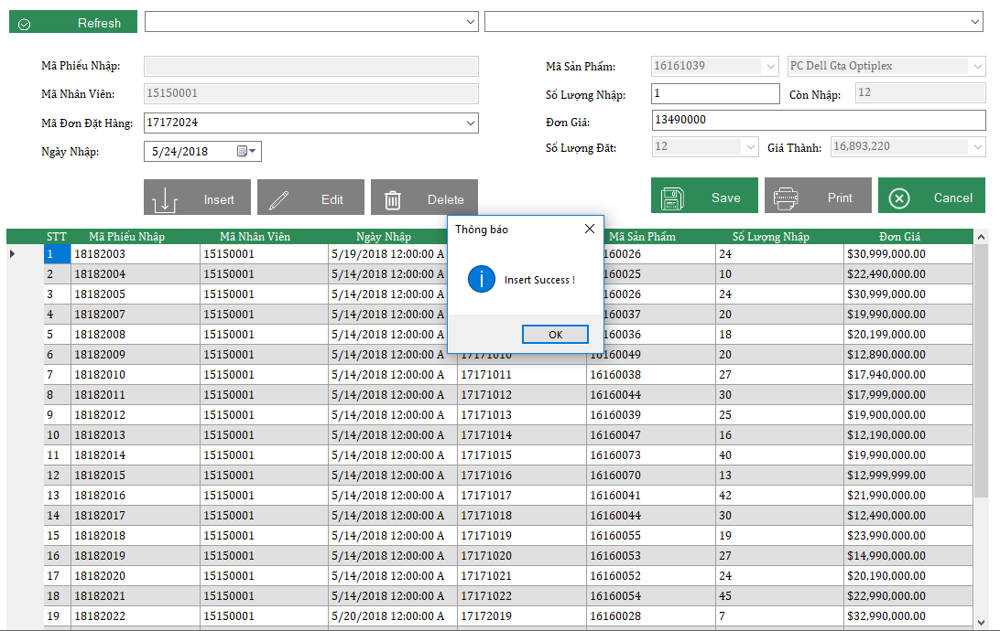 Refresh
Mã Phiếu Nhập:
Mã Nhân Viên: 15150001
Mã Đơn Đặt Hàng: 17172024
Ngày Nhập: 5/24/2018
Mã Sản Phẩm: 16161039 PC Dell Gta Optiplex
Số Lượng Nhập: 1 Còn Nhập: 12
Đơn Giá: 13490000
Số Lượng Đăt: 12 Giá Thành: 16,893,220
Insert Edit Delete Save Print Cancel
Thông báo
Insert Success !
OK
STT Mã Phiếu Nhập Mã Nhân Viên Ngày Nhập Mã Sản Phẩm Số Lượng Nhập Đơn Giá
1 18182003 15150001 5/19/2018 12:00:00 A 160026 24 $30,999,000.00
2 18182004 15150001 5/14/2018 12:00:00 A 160025 10 $22,490,000.00
3 18182005 15150001 5/14/2018 12:00:00 A 160026 24 $30,999,000.00
4 18182007 15150001 5/14/2018 12:00:00 A 160037 20 $19,990,000.00
5 18182008 15150001 5/14/2018 12:00:00 A 160036 18 $20,199,000.00
6 18182009 15150001 5/14/2018 12:00:00 A 17171010 16160049 20 $12,890,000.00
7 18182010 15150001 5/14/2018 12:00:00 A 17171011 16160038 27 $17,940,000.00
8 18182011 15150001 5/14/2018 12:00:00 A 17171012 16160044 30 $17,999,000.00
9 18182012 15150001 5/14/2018 12:00:00 A 17171013 16160039 25 $19,900,000.00
10 18182013 15150001 5/14/2018 12:00:00 A 17171014 16160047 16 $12,190,000.00
11 18182014 15150001 5/14/2018 12:00:00 A 17171015 16160073 40 $19,990,000.00
12 18182015 15150001 5/14/2018 12:00:00 A 17171016 16160070 13 $12,999,999.00
13 18182016 15150001 5/14/2018 12:00:00 A 17171017 16160041 42 $21,990,000.00
14 18182017 15150001 5/14/2018 12:00:00 A 17171018 16160044 30 $12,490,000.00
15 18182018 15150001 5/14/2018 12:00:00 A 17171019 16160055 19 $23,990,000.00
16 18182019 15150001 5/14/2018 12:00:00 A 17171020 16160053 27 $14,990,000.00
17 18182020 15150001 5/14/2018 12:00:00 A 17171021 16160052 24 $20,190,000.00
18 18182021 15150001 5/14/2018 12:00:00 A 17171022 16160054 45 $22,990,000.00
19 18182022 15150001 5/20/2018 12:00:00 A 17172019 16160028 7 $32,990,000.00